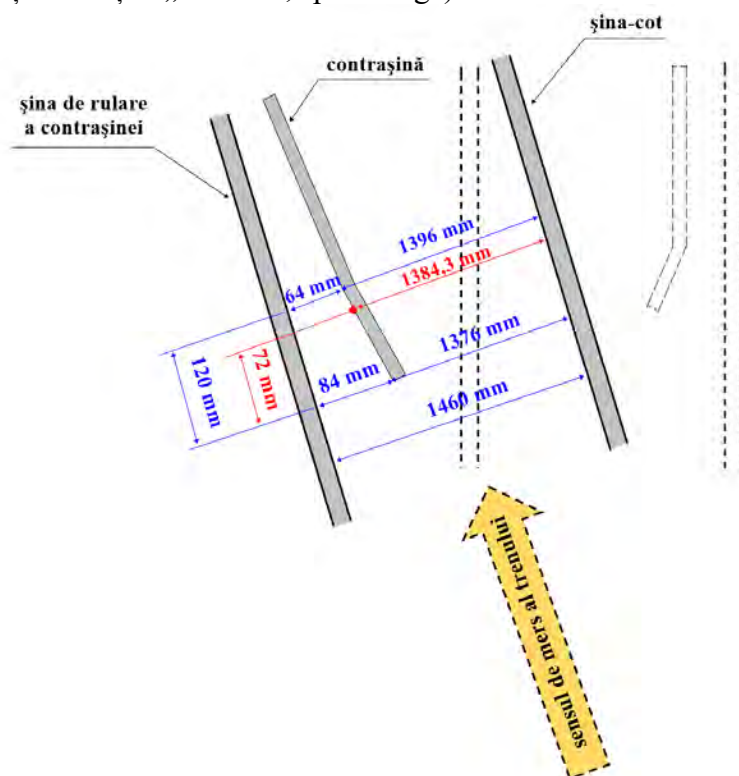 şina-cot
contraşină
şina de rulare
a contraşinei
1396 mm
1384,3 mm
64 mm
1376 mm
120 mm
72 mm
84 mm
1460 mm
sensul de mers al trenului